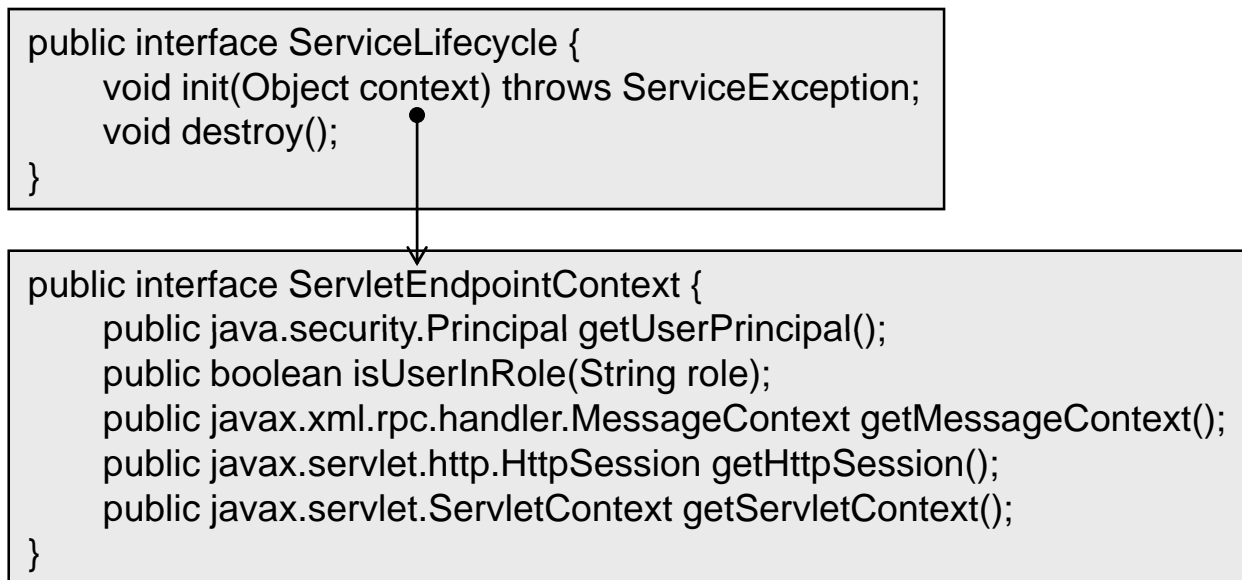 public interface ServiceLifecycle {
void init(Object context) throws ServiceException;
void destroy();
}
public interface ServletEndpointContext {
public java.security.Principal getUserPrincipal();
public boolean isUserInRole(String role);
public javax.xml.rpc.handler.MessageContext getMessageContext();
public javax.servlet.http.HttpSession getHttpSession();
public javax.servlet.ServletContext getServletContext();
}